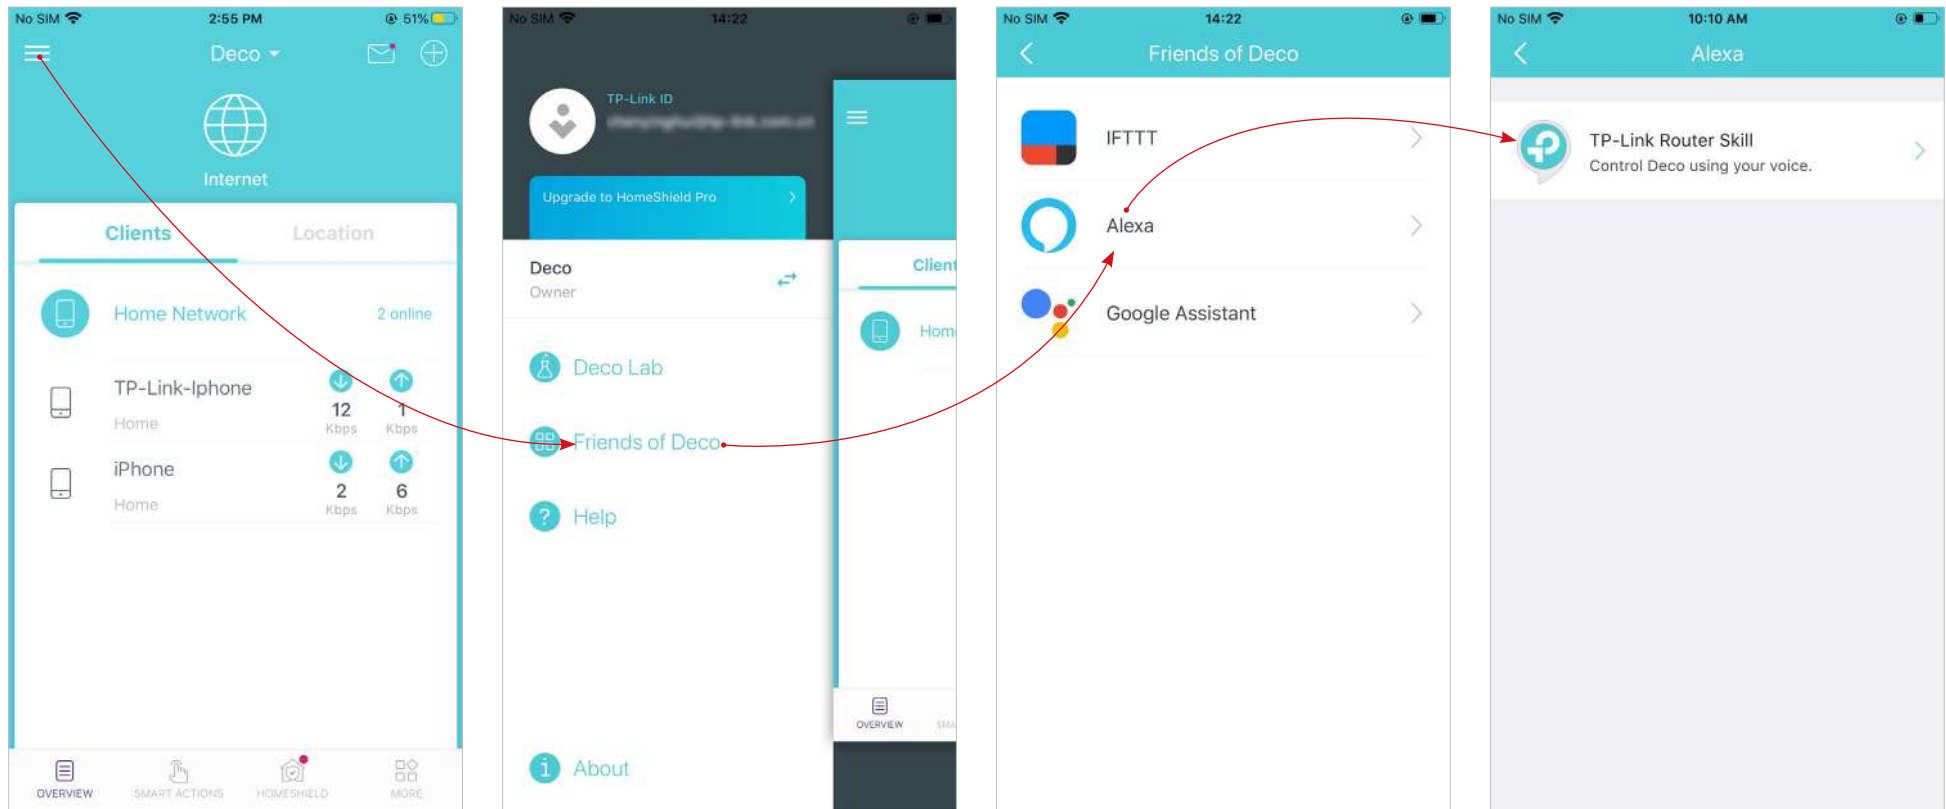 No SIM 2:55 PM 51%
Deco
Internet
Clients Location
Home Network 2 online
TP-Link-Iphone 12 1
Home Kbps Kbps
iPhone 2 6
Home Kbps Kbps
OVERVIEW SMART ACTIONS HOMESHIELD MORE
No SIM 14:22
TP-Link ID
Upgrade to HomeShield Pro
Deco
Owner
Client
Hom
Deco Lab
Friends of Deco
? Help
OVERVIEW SMA
i About
No SIM 14:22
Friends of Deco
IFTTT
Alexa
Google Assistant
No SIM 10:10 AM
Alexa
TP-Link Router Skill
Control Deco using your voice.